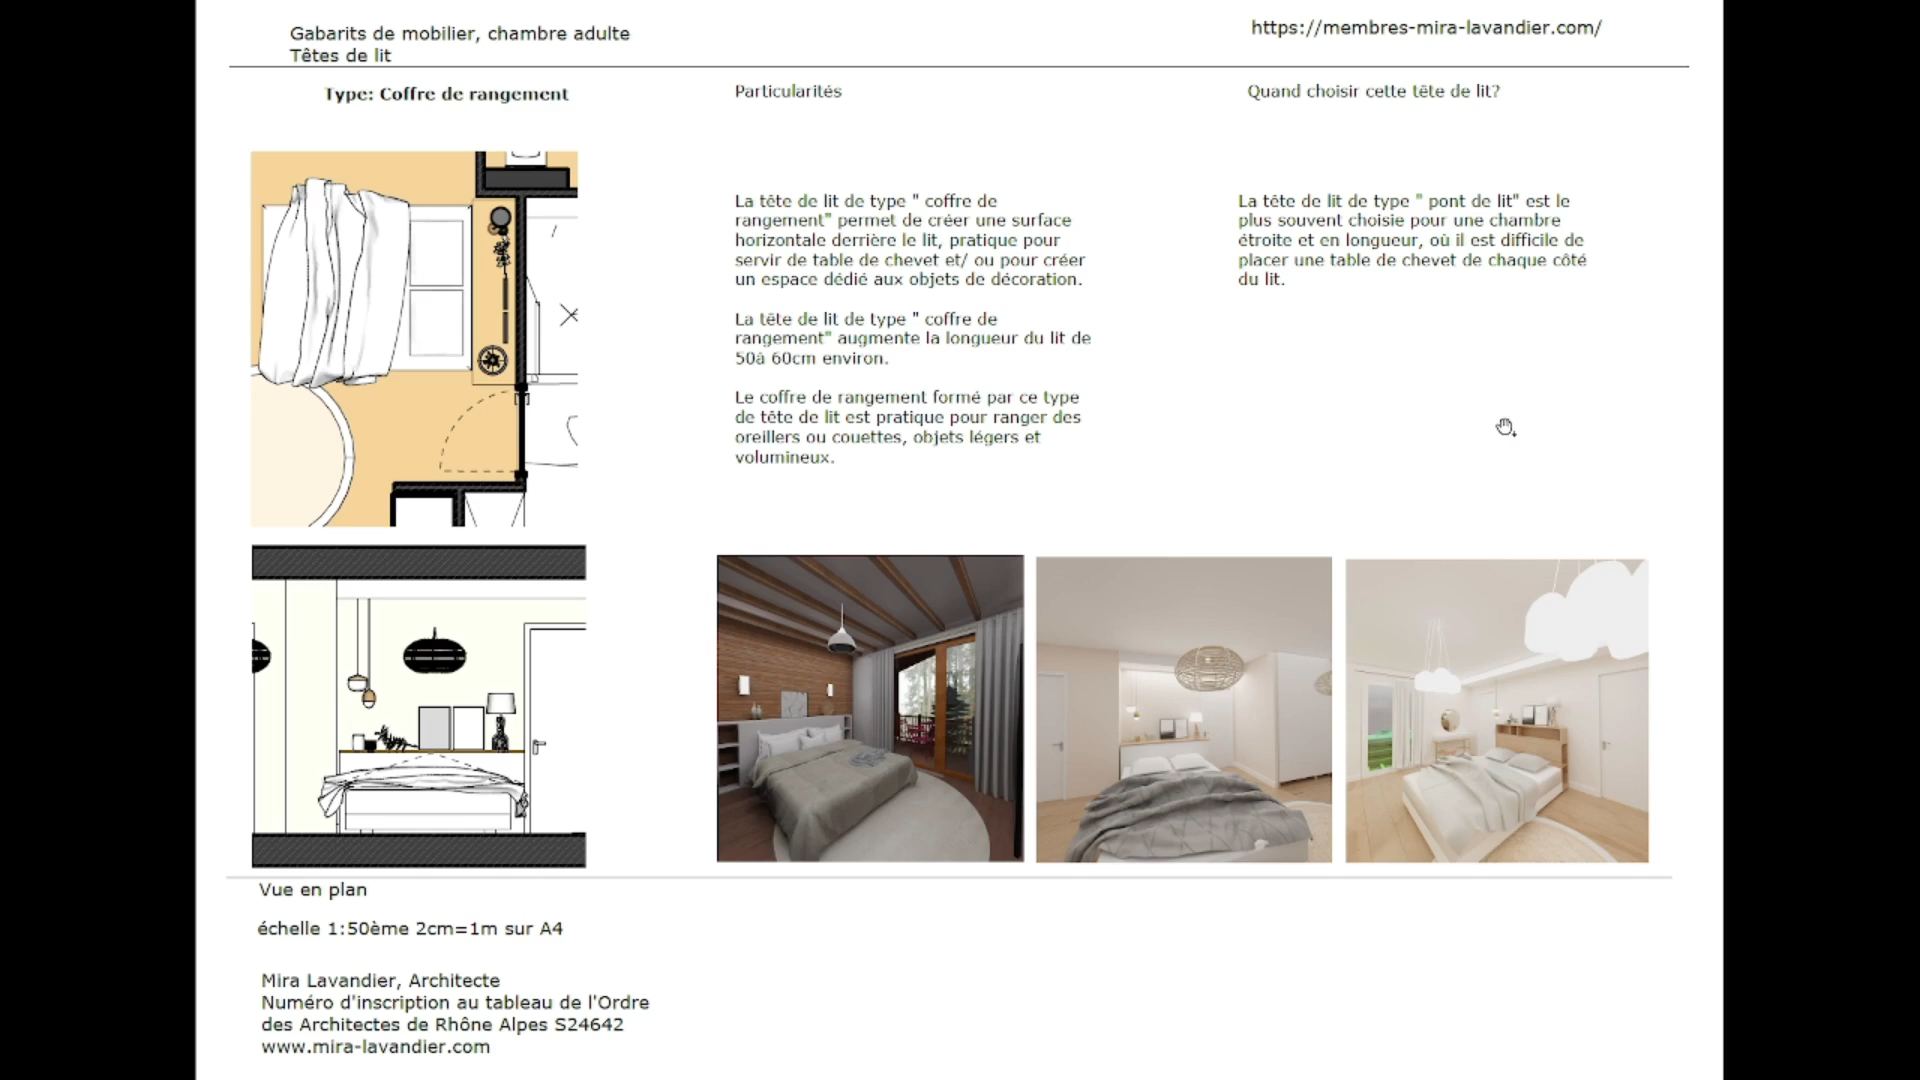 Gabarits de mobilier, chambre adulte
Têtes de lit
https://membres-mira-lavandier.com/
Type: Coffre de rangement
Particularités
Quand choisir cette tête de lit?
La tête de lit de type " coffre de
rangement" permet de créer une surface
horizontale derrière le lit, pratique pour
servir de table de chevet et/ ou pour créer
un espace dédié aux objets de décoration.
La tête de lit de type " coffre de
rangement" augmente la longueur du lit de
50à 60cm environ.
Le coffre de rangement formé par ce type
de tête de lit est pratique pour ranger des
oreillers ou couettes, objets légers et
volumineux.
La tête de lit de type " pont de lit" est le
plus souvent choisie pour une chambre
étroite et en longueur, où il est difficile de
placer une table de chevet de chaque côté
du lit.
Vue en plan
échelle 1:50ème 2cm=1m sur A4
Mira Lavandier, Architecte
Numéro d'inscription au tableau de l'Ordre
des Architectes de Rhône Alpes S24642
www.mira-lavandier.com